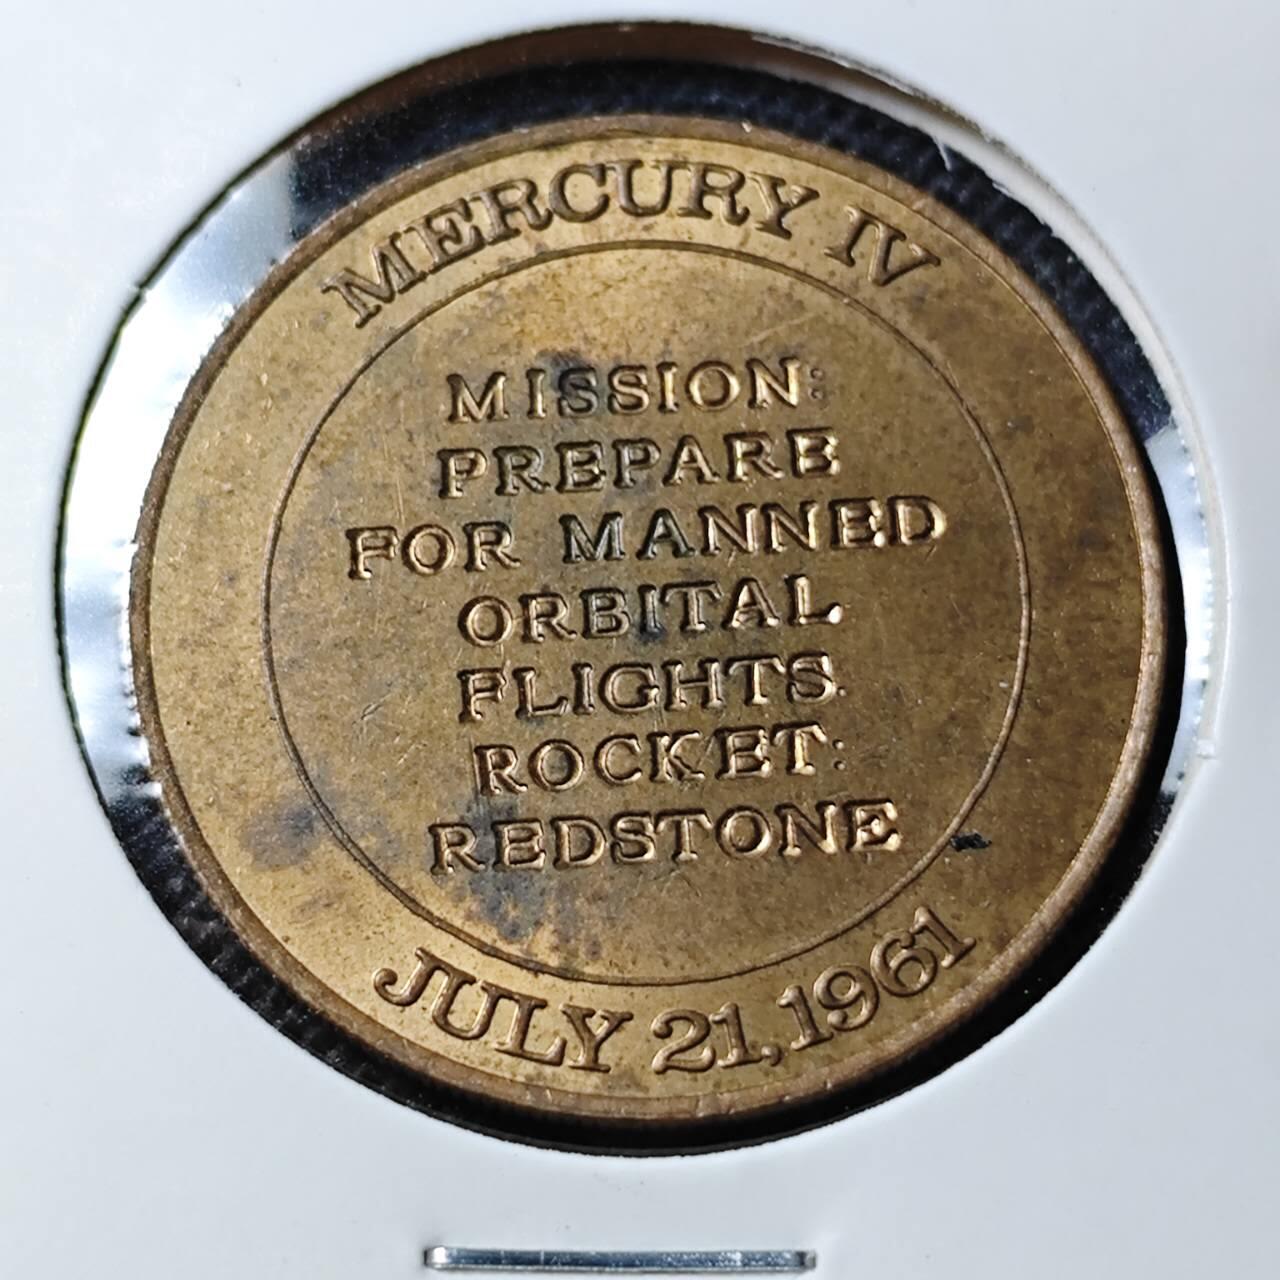 MERCURY IV
MISSION:
PREPARE
FOR MANNED
ORBITAL
FLIGHTS.
ROCKET:
REDSTONE
JULY 21, 1961